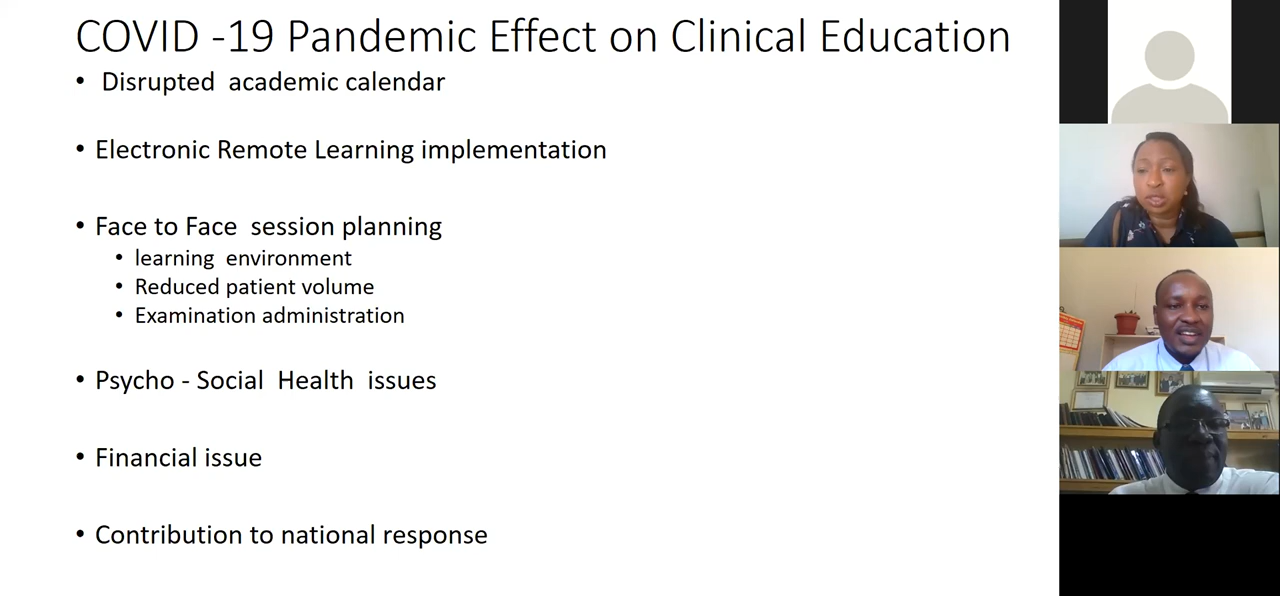 COVID -19 Pandemic Effect on Clinical Education
• Disrupted academic calendar
• Electronic Remote Learning implementation
• Face to Face session planning
• learning environment
• Reduced patient volume
• Examination administration
• Psycho - Social Health issues
• Financial issue
• Contribution to national response